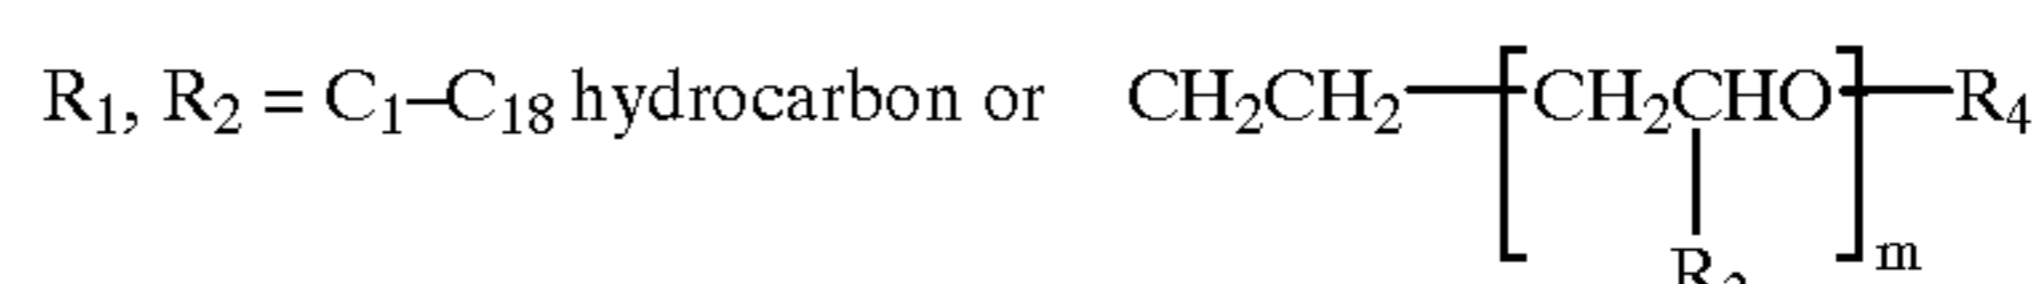 R₁, R₂ = C₁–C₁₈ hydrocarbon or CH₂CH₂—[CH₂CHO]ₘ—R₄
R